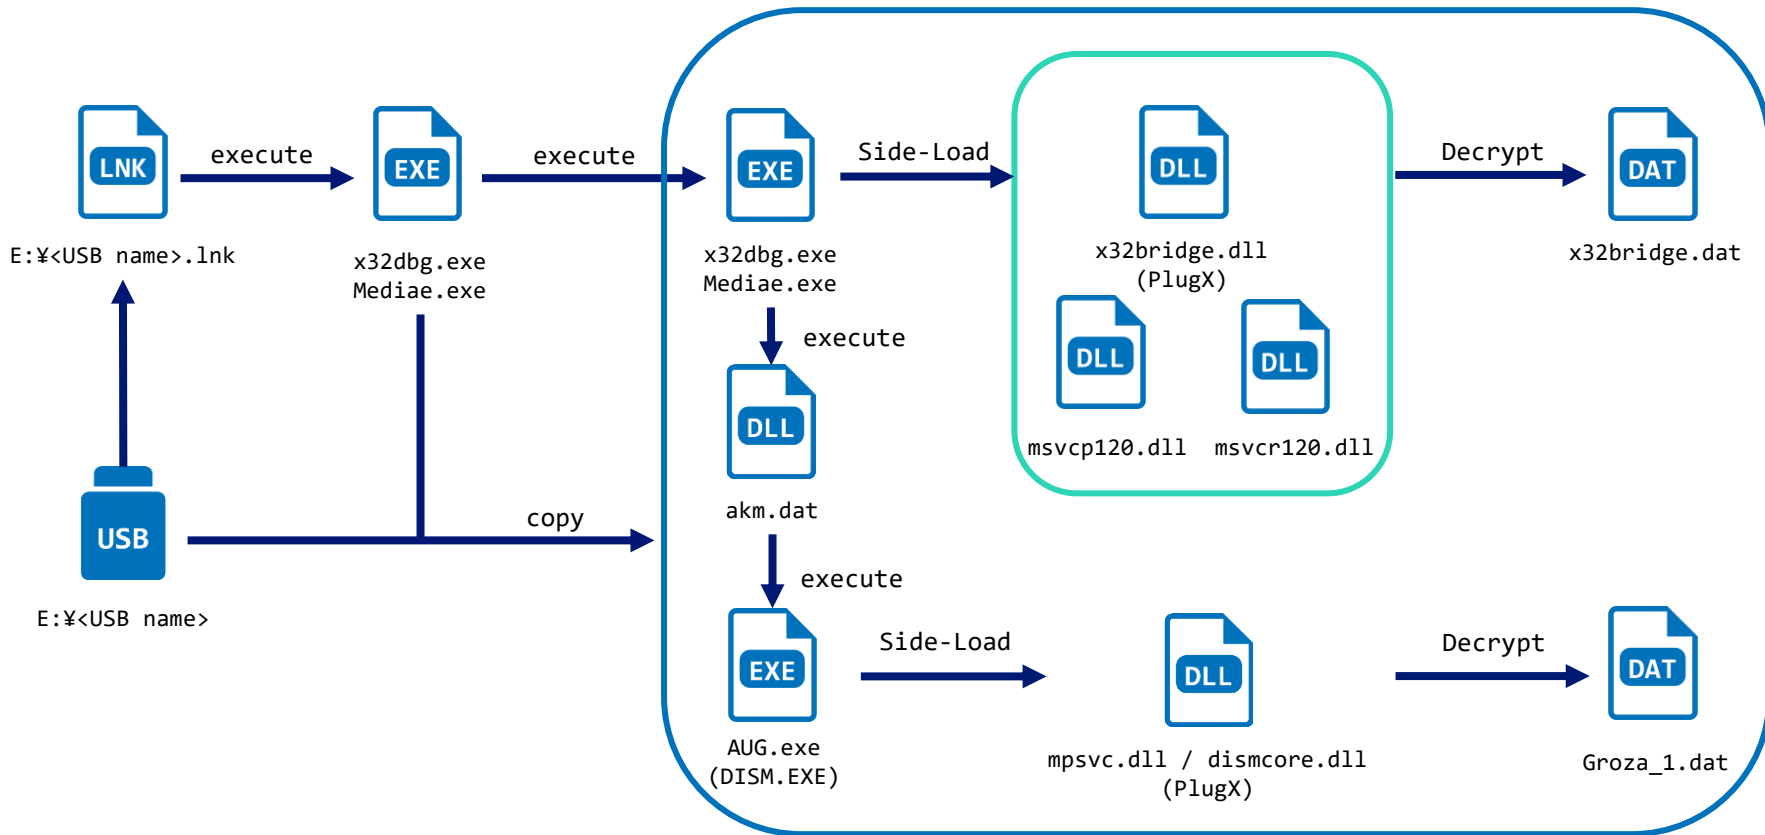 LNK
execute
EXE
execute
EXE
Side-Load
DLL
Decrypt
DAT
E:¥<USB name>.lnk
x32dbg.exe
Mediae.exe
x32dbg.exe
Mediae.exe
x32bridge.dll
(PlugX)
x32bridge.dat
execute
DLL
DLL
DLL
akm.dat
msvcp120.dll
msvcr120.dll
USB
copy
E:¥<USB name>
execute
EXE
Side-Load
DLL
Decrypt
DAT
AUG.exe
(DISM.EXE)
mpsvc.dll / dismcore.dll
(PlugX)
Groza_1.dat